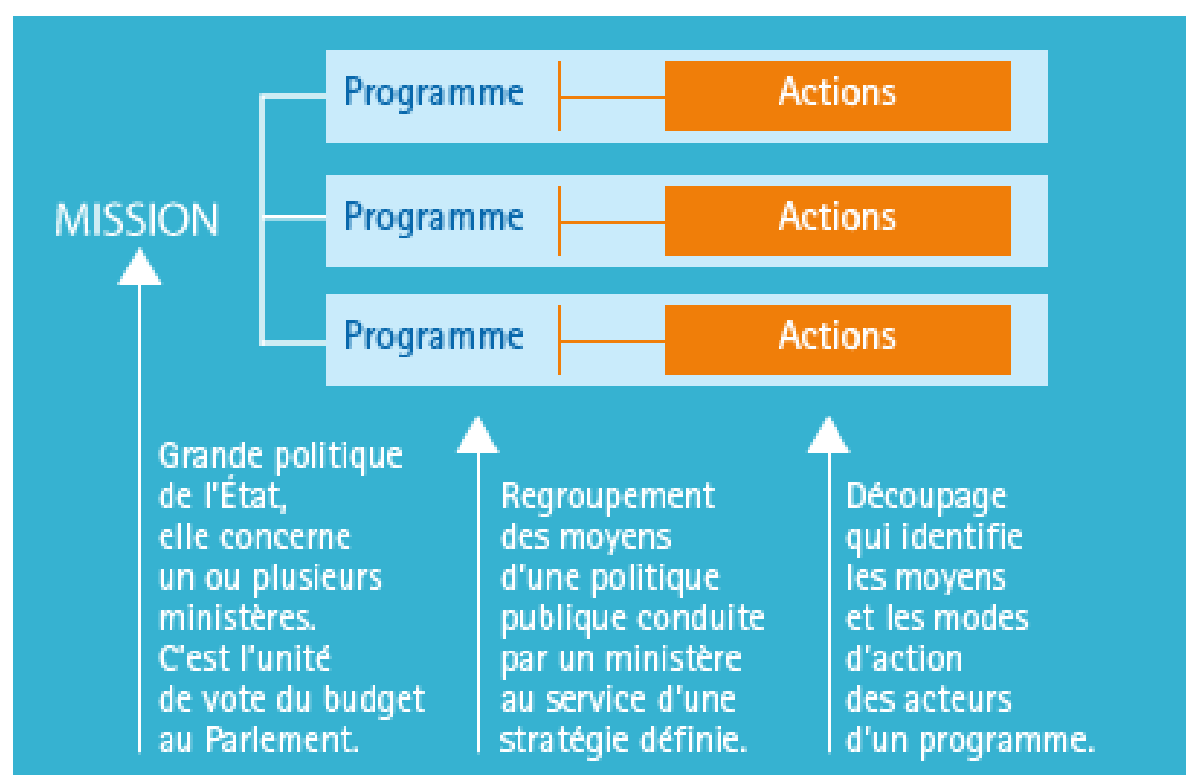 Programme
Actions
MISSION
Programme
Actions
Programme
Actions
Grande politique
de l'État,
elle concerne
un ou plusieurs
ministères.
C'est l'unité
de vote du budget
au Parlement.
Regroupement
des moyens
d'une politique
publique conduite
par un ministère
au service d'une
stratégie définie.
Découpage
qui identifie
les moyens
et les modes
d'action
des acteurs
d'un programme.